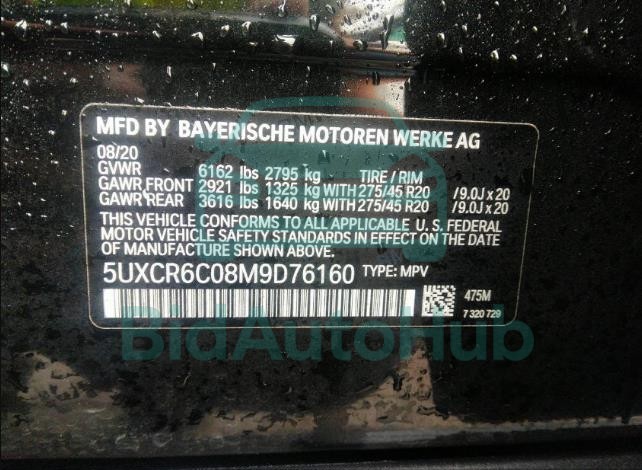 MFD BY BAYERISCHE MOTOREN WERKE AG
08/20
GVWR 6162 lbs 2795 kg TIRE / RIM
GAWR FRONT 2921 lbs 1325 kg WITH 275/45 R20 /9.0J x 20
GAWR REAR 3616 lbs 1640 kg WITH 275/45 R20 /9.0J x 20
THIS VEHICLE CONFORMS TO ALL APPLICABLE U. S. FEDERAL
MOTOR VEHICLE SAFETY STANDARDS IN EFFECT ON THE DATE
OF MANUFACTURE SHOWN ABOVE.
5UXCR6C08M9D76160 TYPE: MPV
475M
7 320 729
BidAutoHub